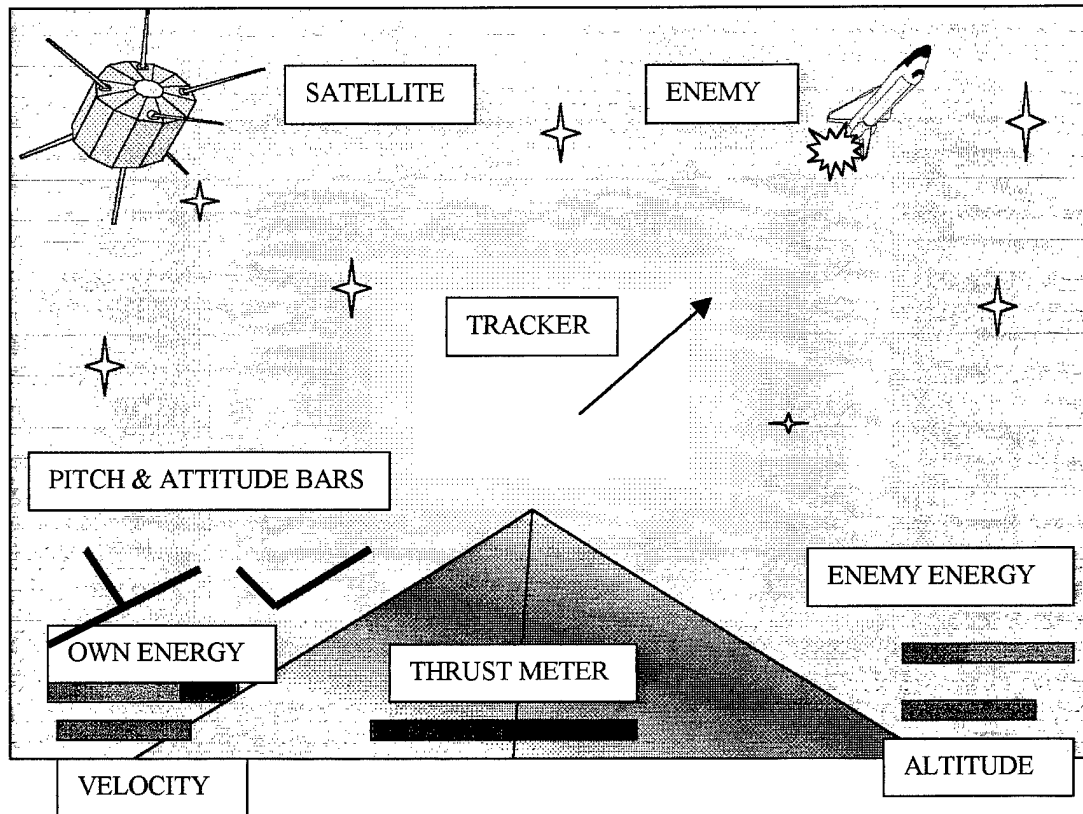 SATELLITE
ENEMY
TRACKER
PITCH & ATTITUDE BARS
ENEMY ENERGY
OWN ENERGY
THRUST METER
ALTITUDE
VELOCITY